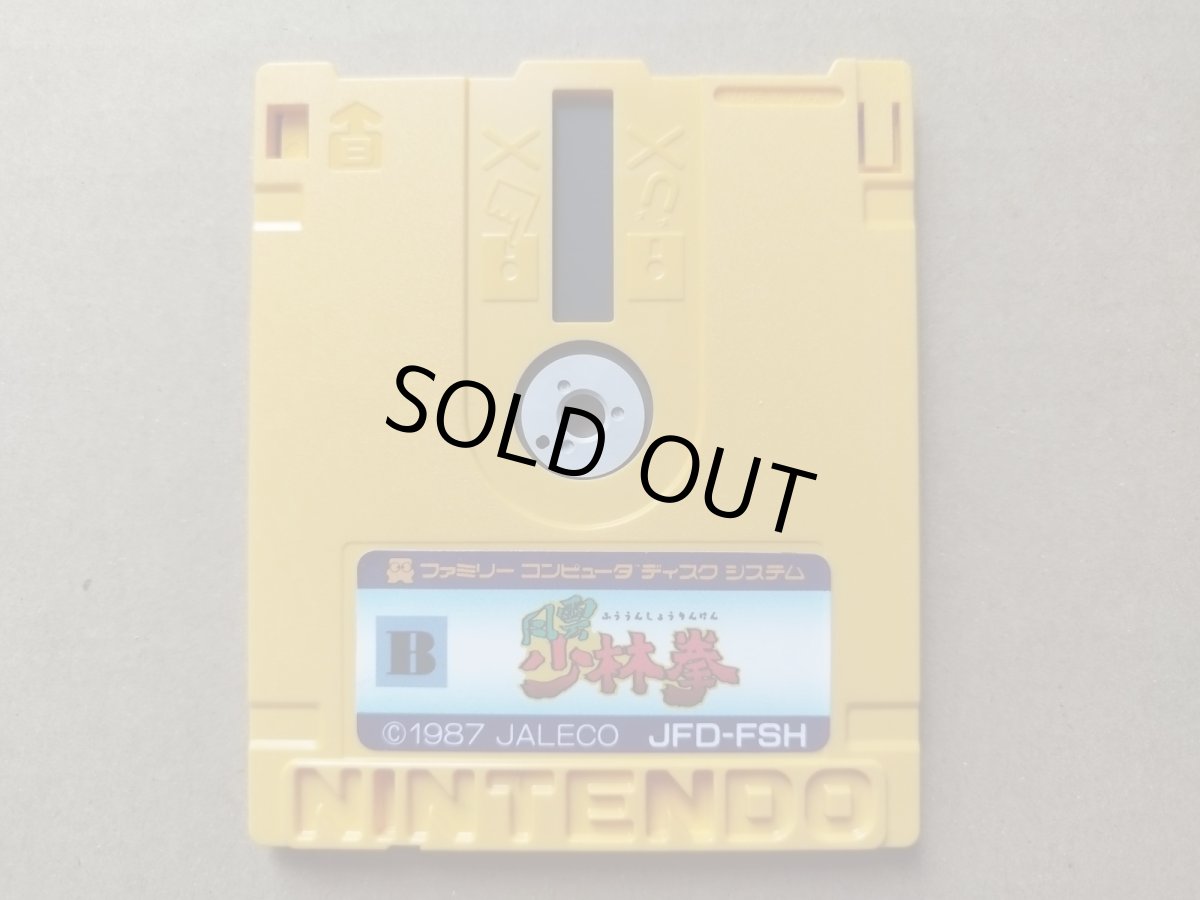 B
SOLD OUT
ファミリー コンピュータ ディスク システム
B
風雲
ふううんしょうりんけん
少林拳
©1987 JALECO JFD-FSH
NINTENDO